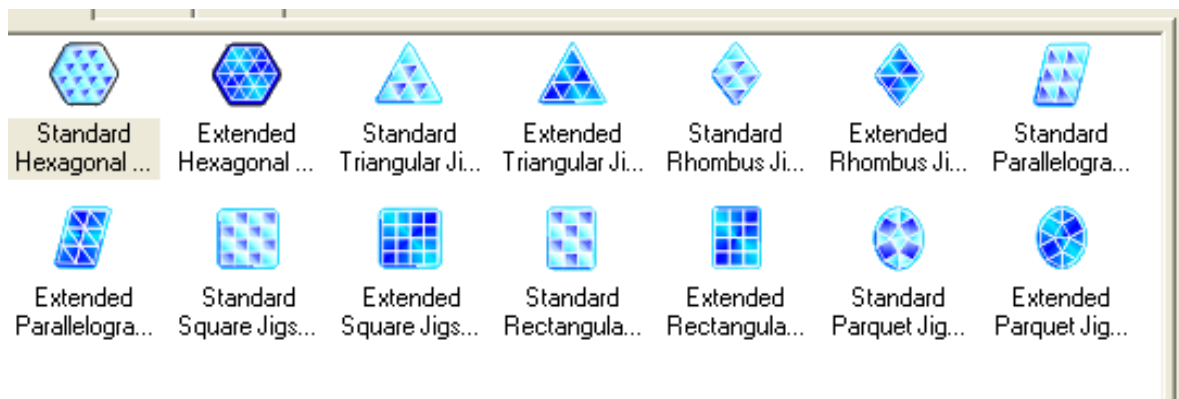 Standard
Hexagonal ...
Extended
Hexagonal ...
Standard
Triangular Ji...
Extended
Triangular Ji...
Standard
Rhombus Ji...
Extended
Rhombus Ji...
Standard
Parallelogra...
Extended
Parallelogra...
Standard
Square Jigs...
Extended
Square Jigs...
Standard
Rectangula...
Extended
Rectangula...
Standard
Parquet Jig...
Extended
Parquet Jig...